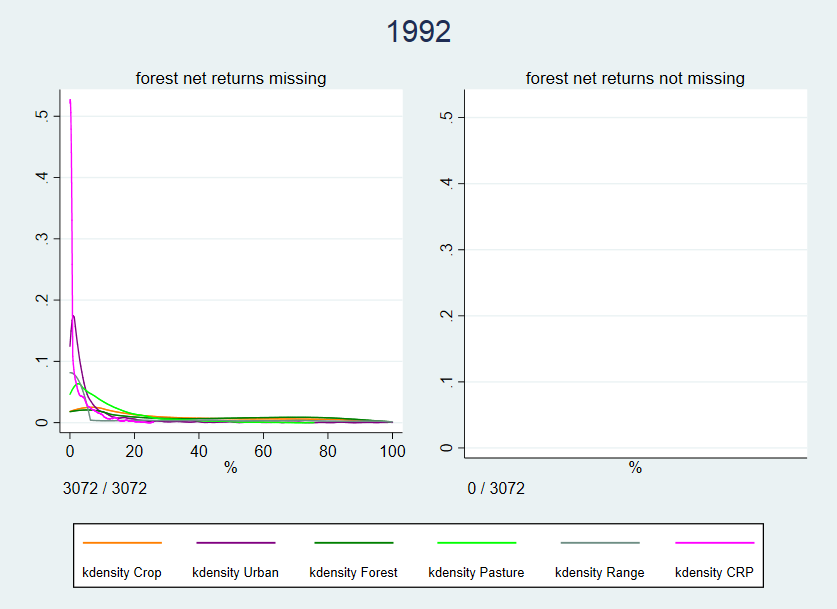 1992
forest net returns missing
forest net returns not missing
.5
.4
.3
.2
.1
0
0 20 40 60 80 100
%
3072 / 3072
.5
.4
.3
.2
.1
0
%
0 / 3072
kdensity Crop
kdensity Urban
kdensity Forest
kdensity Pasture
kdensity Range
kdensity CRP